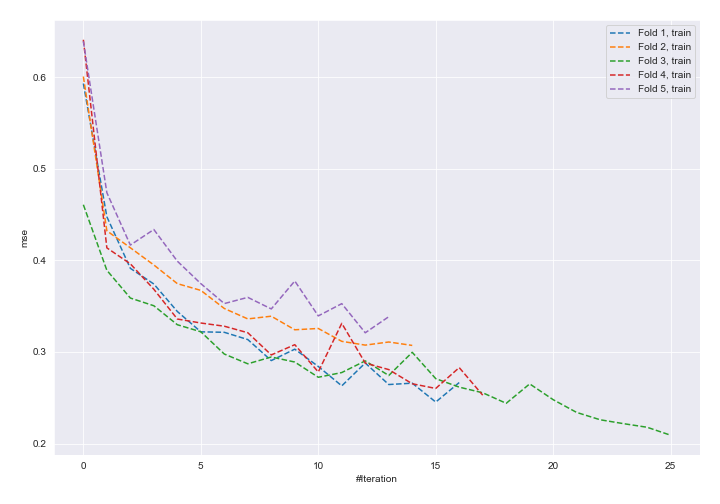 Fold 1, train
Fold 2, train
Fold 3, train
Fold 4, train
Fold 5, train
0.6
0.5
0.4
0.3
0.2
mse
0 5 10 15 20 25
#Iteration